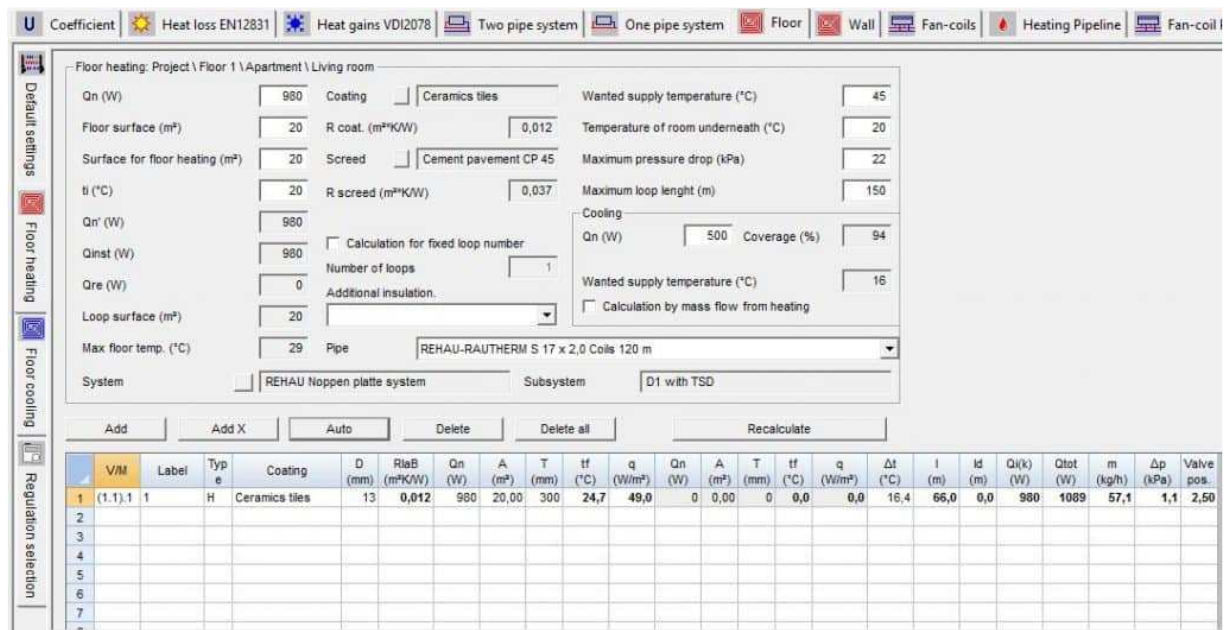 U Coefficient Heat loss EN12831 Heat gains VDI2078 Two pipe system One pipe system Floor Wall Fan-coils Heating Pipeline Fan-coil
Default settings
Floor heating
Floor cooling
Regulation selection
Floor heating: Project \ Floor 1 \ Apartment \ Living room
Qn (W) 980 Coating Ceramics tiles Wanted supply temperature (°C) 45
Floor surface (m²) 20 R coat. (m²*K/W) 0,012 Temperature of room underneath (°C) 20
Surface for floor heating (m²) 20 Screed Cement pavement CP 45 Maximum pressure drop (kPa) 22
ti (°C) 20 R screed (m²*K/W) 0,037 Maximum loop lenght (m) 150
Cooling
Qn' (W) 980 Qn (W) 500 Coverage (%) 94
Calculation for fixed loop number
Qinst (W) 980 Number of loops 1
Qre (W) 0 Additional insulation. Wanted supply temperature (°C) 16
Loop surface (m²) 20 Calculation by mass flow from heating
Max floor temp. (°C) 29 Pipe REHAU-RAUTHERM S 17 x 2,0 Coils 120 m
System REHAU Noppen platte system Subsystem D1 with TSD
Add Add X Auto Delete Delete all Recalculate
V/M Label Type Coating D (mm) RlaB (m²K/W) Qn (W) A (m²) T (mm) tf (°C) q (W/m²) Qn (W) A (m²) T (mm) tf (°C) q (W/m²) Δt (°C) l (m) ld (m) Ql(k) (W) Qtot (W) m (kg/h) Δp (kPa) Valve pos.
1 (1.1).1 1 H Ceramics tiles 13 0,012 980 20,00 300 24,7 49,0 0 0,00 0 0,0 0,0 16,4 66,0 0,0 980 1089 57,1 1,1 2,50
2
3
4
5
6
7